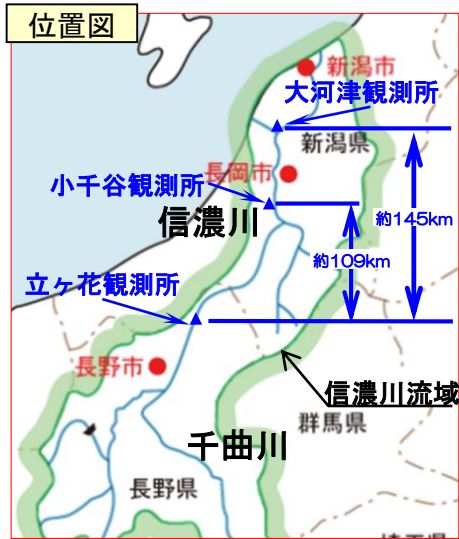 位置図
新潟市
大河津観測所
新潟県
長岡市
小千谷観測所
信濃川
約145km
約109km
立ヶ花観測所
長野市
信濃川流域
群馬県
千曲川
長野県